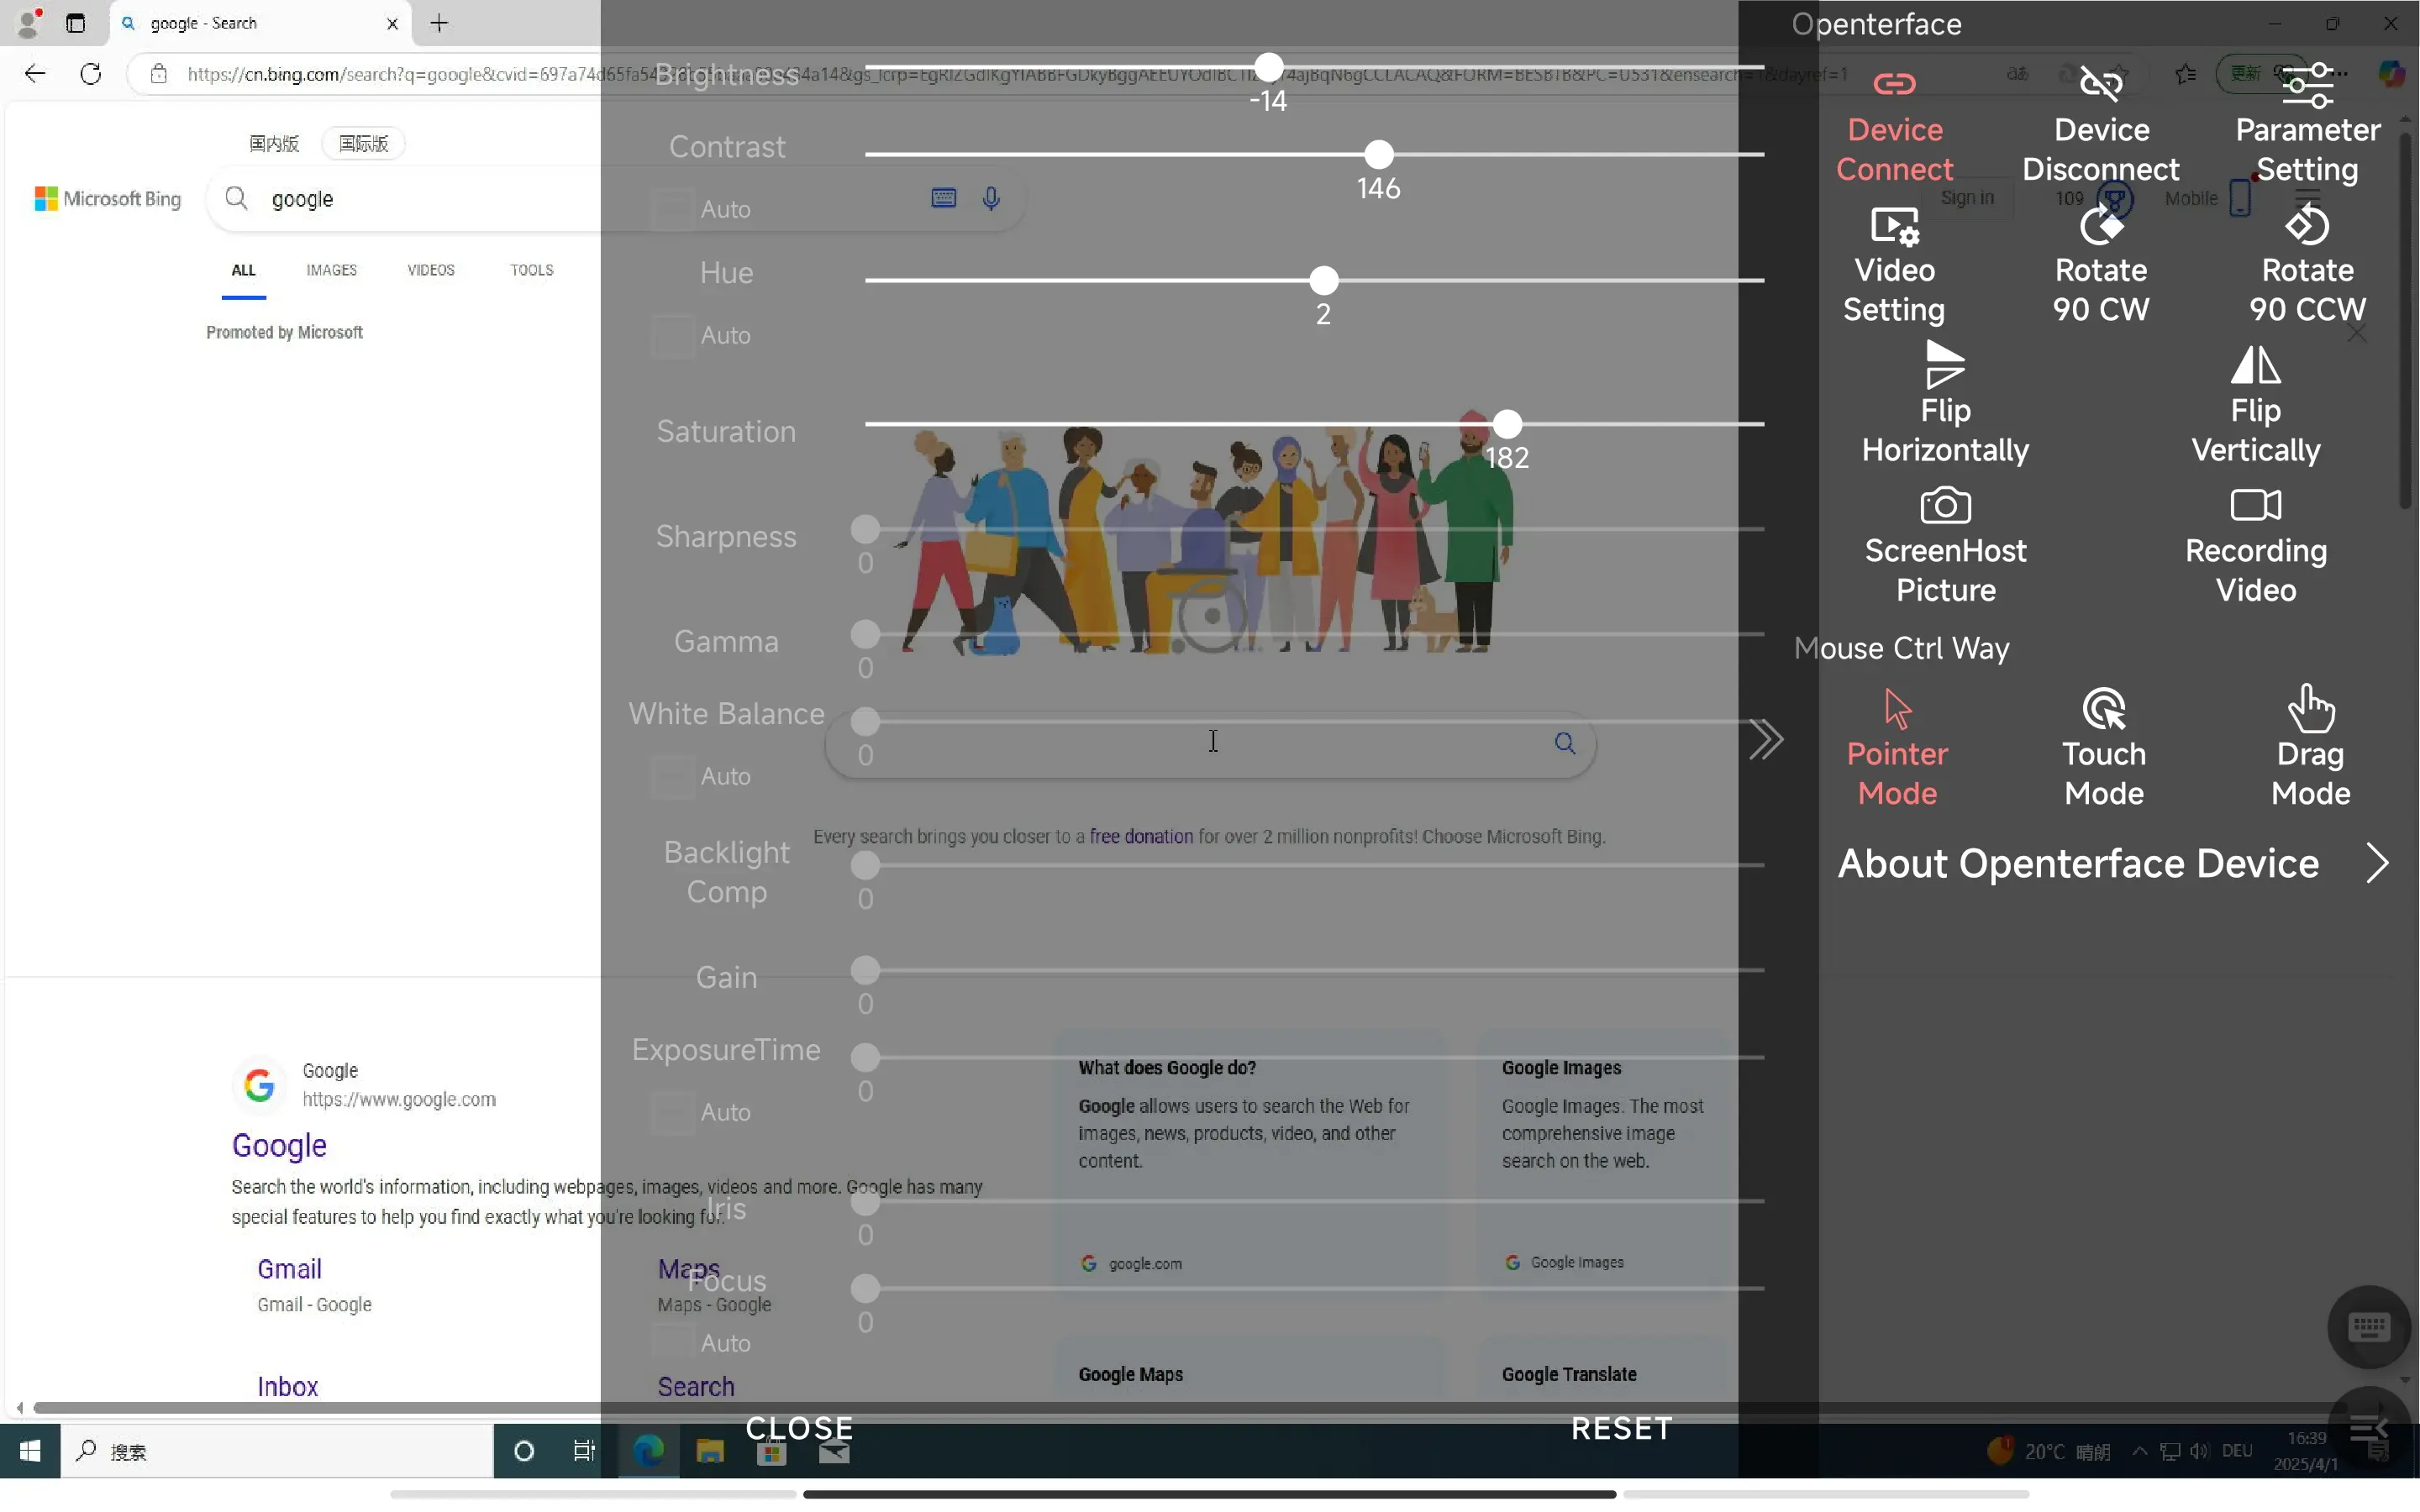 google - Search
Openterface
https://cn.bing.com/search?q=google&cvid=697a74d65fa54
更新
Brightness
-14
Contrast
146
Auto
Hue
2
Auto
Saturation
182
Sharpness
0
Gamma
0
White Balance
0
Auto
Backlight
Comp
0
Gain
0
ExposureTime
0
Auto
Iris
0
Focus
0
Auto
CLOSE
RESET
Device
Connect
Device
Disconnect
Parameter
Setting
Video
Setting
Rotate
90 CW
Rotate
90 CCW
Flip
Horizontally
Flip
Vertically
ScreenHost
Picture
Recording
Video
Mouse Ctrl Way
Pointer
Mode
Touch
Mode
Drag
Mode
About Openterface Device
国内版
国际版
Microsoft Bing
google
Sign in
109
Mobile
ALL
IMAGES
VIDEOS
TOOLS
Promoted by Microsoft
Every search brings you closer to a free donation for over 2 million nonprofits! Choose Microsoft Bing.
Google
https://www.google.com
Google
Search the world's information, including webpages, images, videos and more. Google has many
special features to help you find exactly what you're looking for.
Gmail
Gmail - Google
Maps
Maps - Google
Inbox
Search
What does Google do?
Google allows users to search the Web for
images, news, products, video, and other
content.
google.com
Google Images
Google Images. The most
comprehensive image
search on the web.
Google Images
Google Maps
Google Translate
搜索
20°C 晴朗
DEU
16:39
2025/4/1